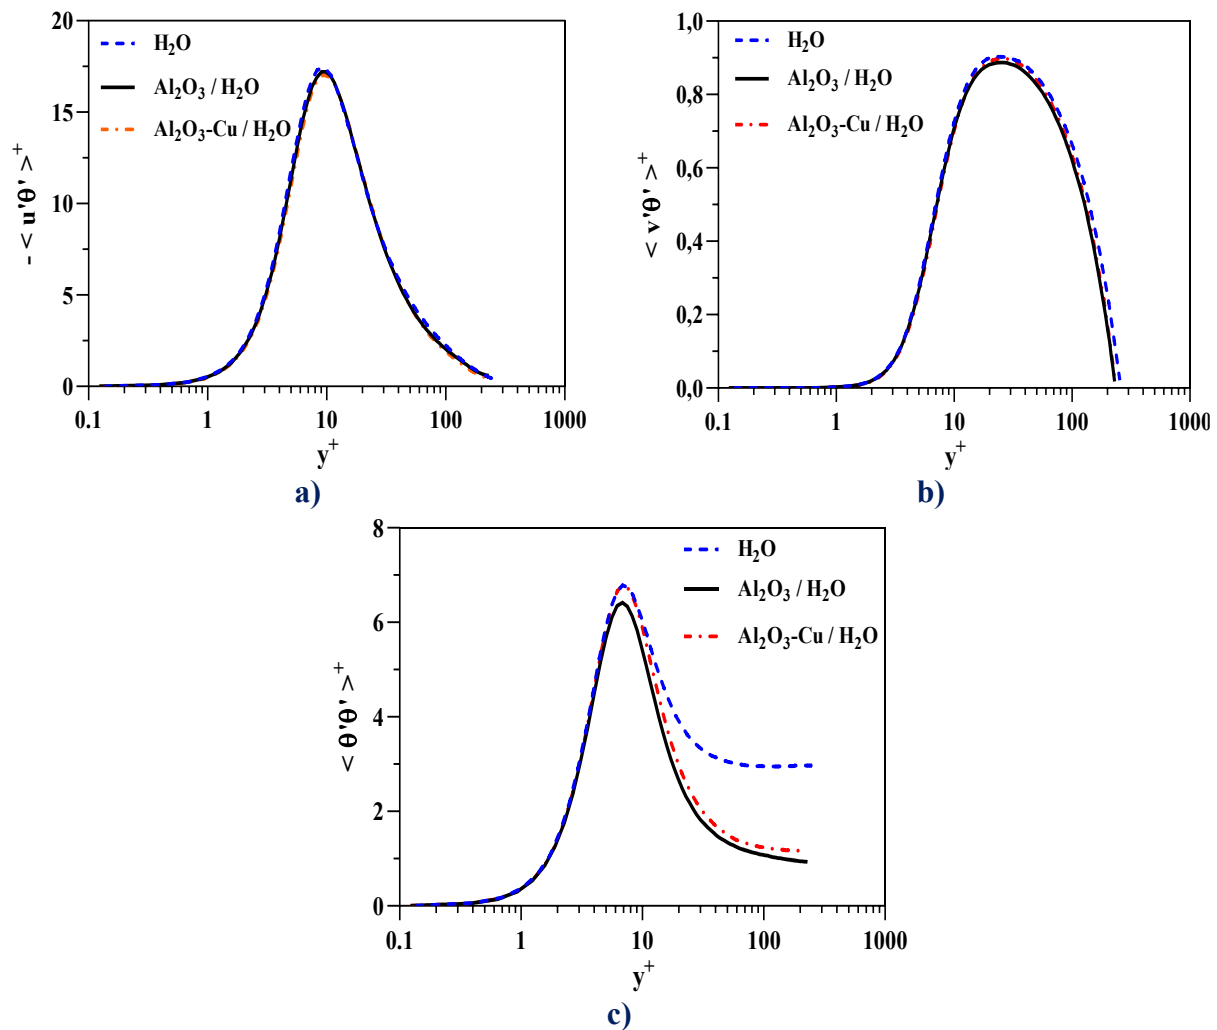 20
15
10
5
0
0.1 1 10 100 1000
- < u'θ' >⁺
y⁺
H₂O
Al₂O₃ / H₂O
Al₂O₃-Cu / H₂O
a)
1,0
0,8
0,6
0,4
0,2
0,0
0.1 1 10 100 1000
< v'θ' >⁺
y⁺
H₂O
Al₂O₃ / H₂O
Al₂O₃-Cu / H₂O
b)
8
6
4
2
0
0.1 1 10 100 1000
< θ'θ' >⁺
y⁺
H₂O
Al₂O₃ / H₂O
Al₂O₃-Cu / H₂O
c)